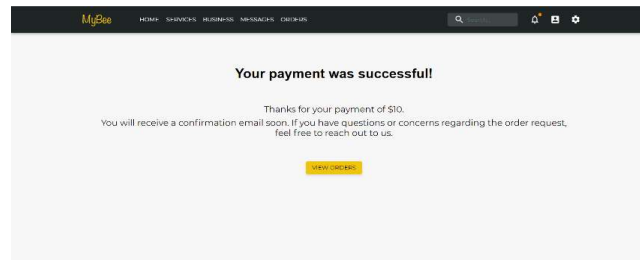 MyBee HOME SERVICES BUSINESS MESSAGES ORDERS
Your payment was successful!
Thanks for your payment of $10.
You will receive a confirmation email soon. If you have questions or concerns regarding the order request,
feel free to reach out to us.
VIEW ORDERS